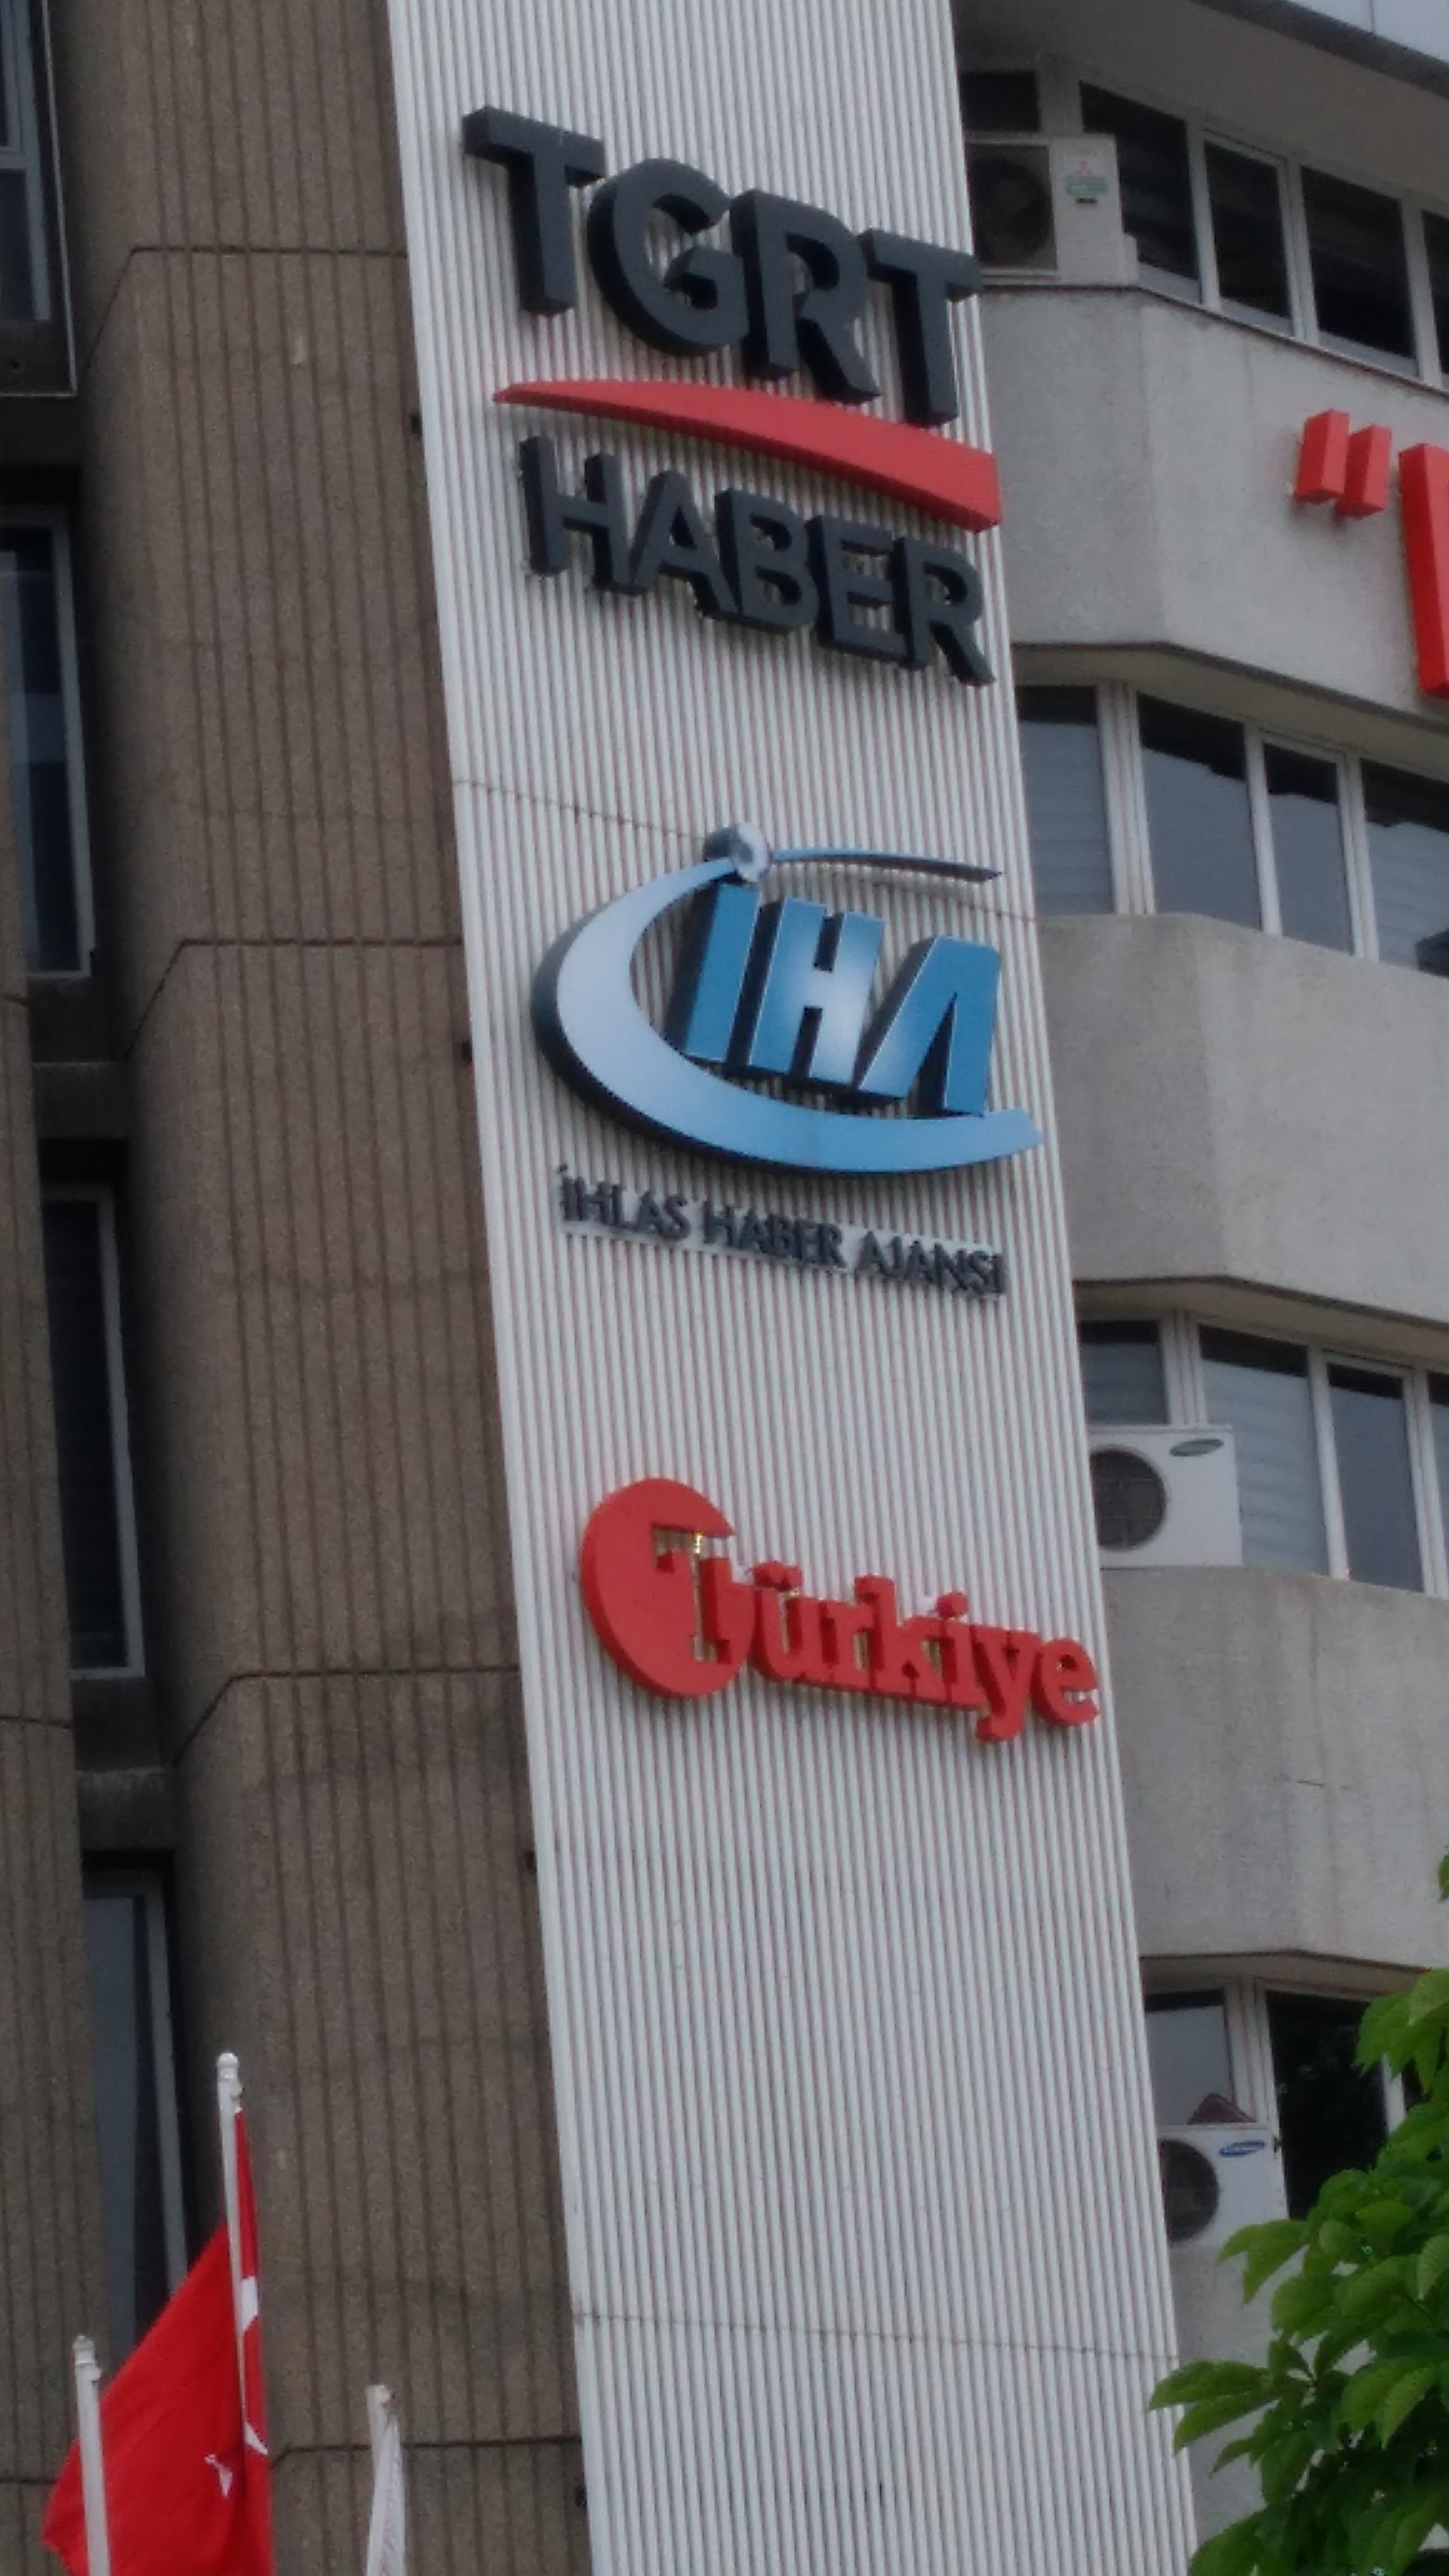 TGRT
HABER
İHA
İHLAS HABER AJANSI
Türkiye
"